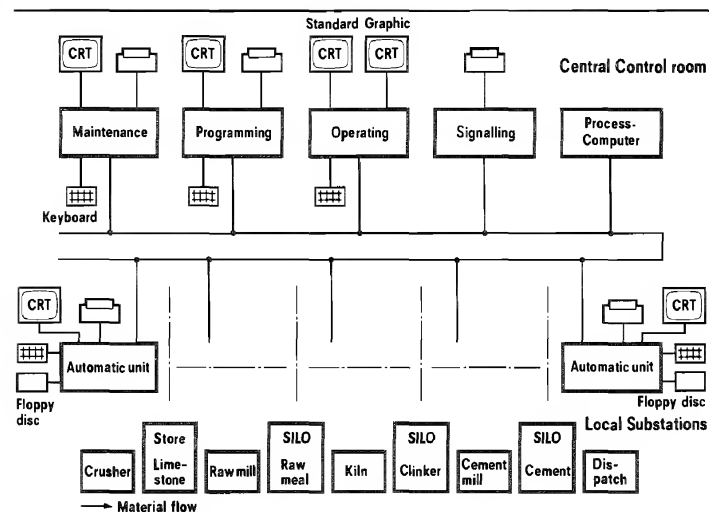 Standard Graphic
CRT
CRT
CRT
CRT
Central Control room
Maintenance
Programming
Operating
Signalling
Process-
Computer
Keyboard
CRT
CRT
Automatic unit
Automatic unit
Floppy
disc
Floppy disc
Local Substations
Crusher
Store
Lime-
stone
Raw mill
SILO
Raw
meal
Kiln
SILO
Clinker
Cement
mill
SILO
Cement
Dis-
patch
Material flow